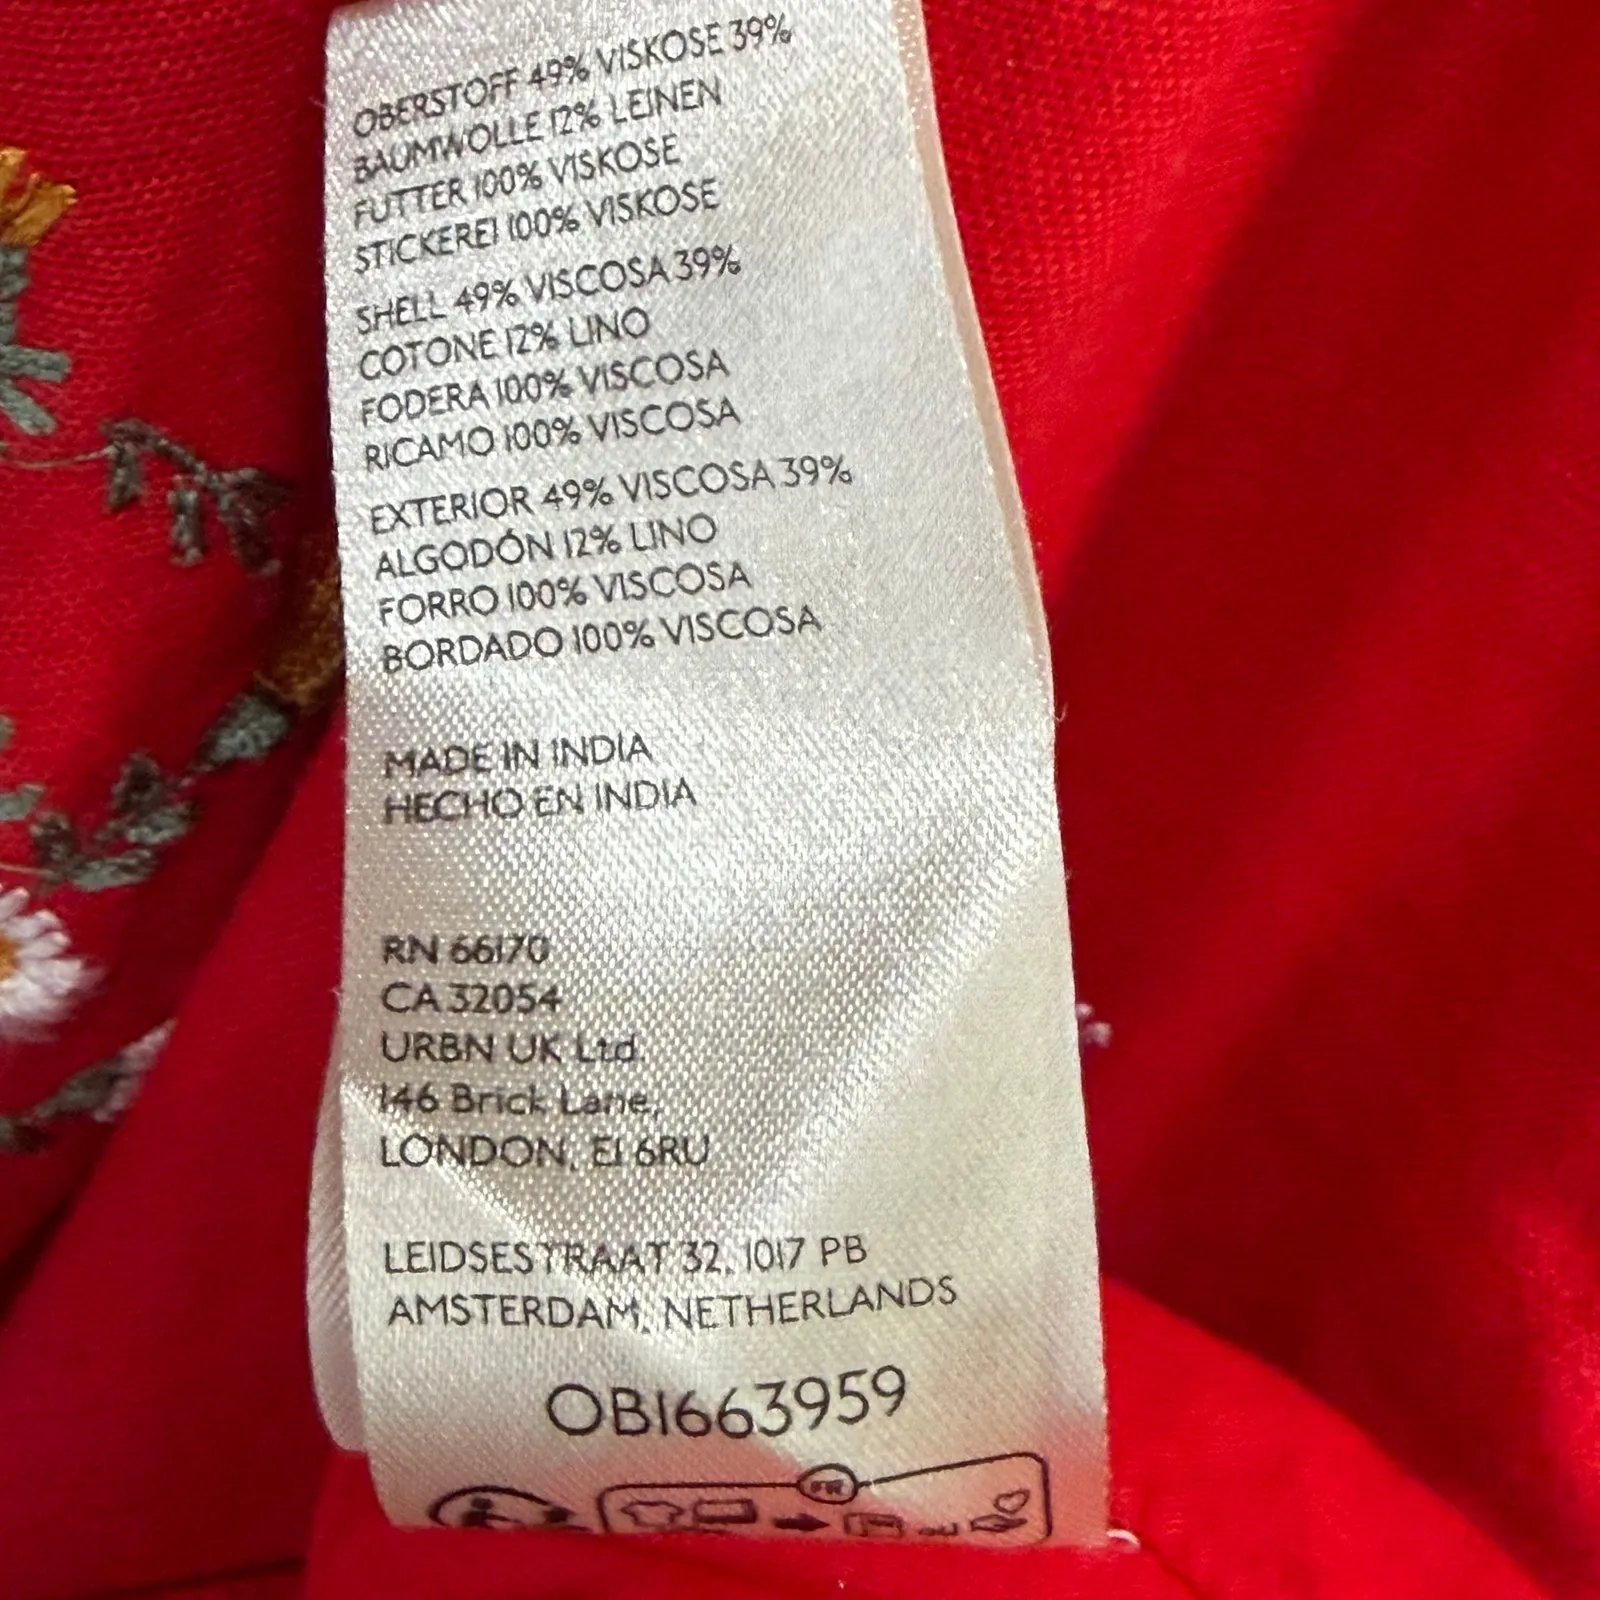 OBERSTOFF 49% VISKOSE 39%
BAUMWOLLE 12% LEINEN
FUTTER 100% VISKOSE
STICKEREI 100% VISKOSE
SHELL 49% VISCOSA 39%
COTONE 12% LINO
FODERA 100% VISCOSA
RICAMO 100% VISCOSA
EXTERIOR 49% VISCOSA 39%
ALGODÓN 12% LINO
FORRO 100% VISCOSA
BORDADO 100% VISCOSA
MADE IN INDIA
HECHO EN INDIA
RN 66170
CA 32054
URBN UK Ltd.
146 Brick Lane,
LONDON, E1 6RU
LEIDSESTRAAT 32, 1017 PB
AMSTERDAM, NETHERLANDS
OB1663959
FR